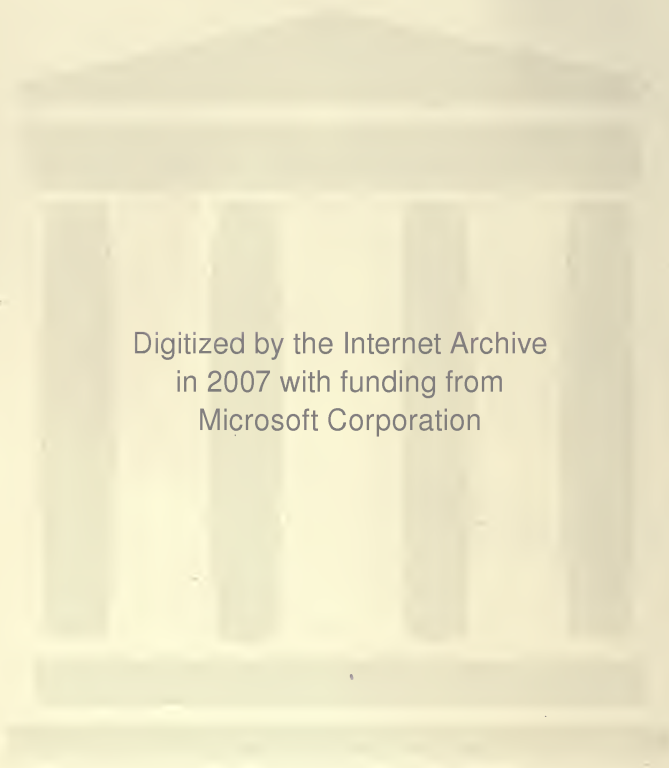 Digitized by the Internet Archive
in 2007 with funding from
Microsoft Corporation